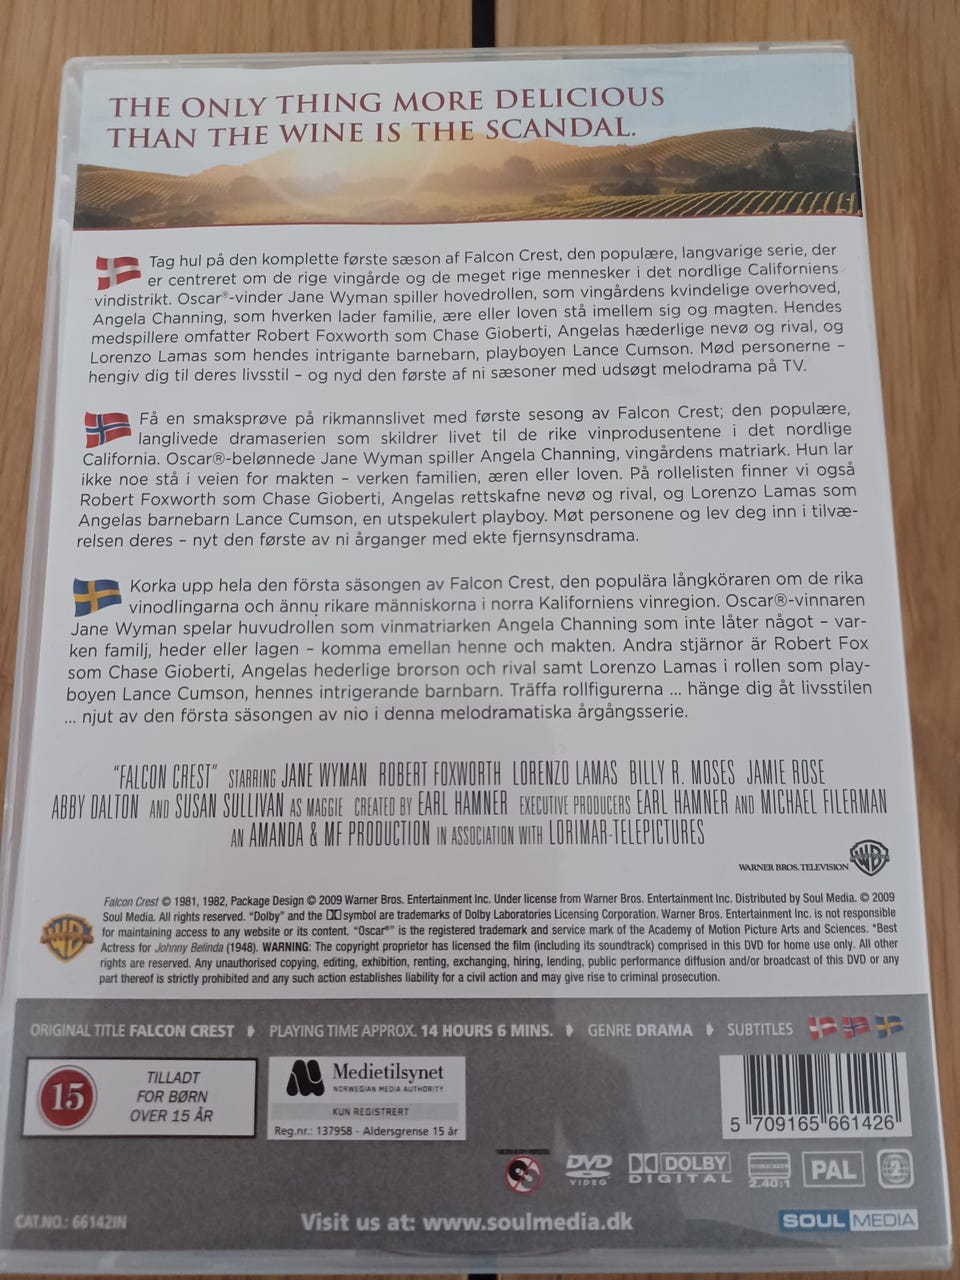 THE ONLY THING MORE DELICIOUS
THAN THE WINE IS THE SCANDAL.
Tag hul på den komplette første sæson af Falcon Crest, den populære, langvarige serie, der
er centreret om de rige vingårde og de meget rige mennesker i det nordlige Californiens
vindistrikt. Oscar®-vinder Jane Wyman spiller hovedrollen, som vingårdens kvindelige overhoved,
Angela Channing, som hverken lader familie, ære eller loven stå imellem sig og magten. Hendes
medspillere omfatter Robert Foxworth som Chase Gioberti, Angelas hæderlige nevø og rival, og
Lorenzo Lamas som hendes intrigante barnebarn, playboyen Lance Cumson. Mød personerne –
hengiv dig til deres livsstil – og nyd den første af ni sæsoner med udsøgt melodrama på TV.
Få en smaksprøve på rikmannslivet med første sesong av Falcon Crest; den populære,
langlivede dramaserien som skildrer livet til de rike vinprodusentene i det nordlige
California. Oscar®-belønnede Jane Wyman spiller Angela Channing, vingårdens matriark. Hun lar
ikke noe stå i veien for makten – verken familien, æren eller loven. På rollelisten finner vi også
Robert Foxworth som Chase Gioberti, Angelas rettskafne nevø og rival, og Lorenzo Lamas som
Angelas barnebarn Lance Cumson, en utspekulert playboy. Møt personene og lev deg inn i tilvæ-
relsen deres – nyt den første av ni årganger med ekte fjernsynsdrama.
Korka upp hela den första säsongen av Falcon Crest, den populära långköraren om de rika
vinodlingarna och ännu rikare människorna i norra Kaliforniens vinregion. Oscar®-vinnaren
Jane Wyman spelar huvudrollen som vinmatriarken Angela Channing som inte låter något – var-
ken familj, heder eller lagen – komma emellan henne och makten. Andra stjärnor är Robert Fox
som Chase Gioberti, Angelas hederlige brorson och rival samt Lorenzo Lamas i rollen som play-
boyen Lance Cumson, hennes intrigerande barnbarn. Träffa rollfigurerna ... hänge dig åt livsstilen
... njut av den första säsongen av nio i denna melodramatiska årgångsserie.
“FALCON CREST” STARRING JANE WYMAN ROBERT FOXWORTH LORENZO LAMAS BILLY R. MOSES JAMIE ROSE
ABBY DALTON AND SUSAN SULLIVAN AS MAGGIE CREATED BY EARL HAMNER EXECUTIVE PRODUCERS EARL HAMNER AND MICHAEL FILERMAN
AN AMANDA & MF PRODUCTION IN ASSOCIATION WITH LORIMAR-TELEPICTURES
WARNER BROS. TELEVISION WB
Falcon Crest © 1981, 1982, Package Design © 2009 Warner Bros. Entertainment Inc. Under license from Warner Bros. Entertainment Inc. Distributed by Soul Media. © 2009
Soul Media. All rights reserved. “Dolby” and the DD symbol are trademarks of Dolby Laboratories Licensing Corporation. Warner Bros. Entertainment Inc. is not responsible
for maintaining access to any website or its content. “Oscar®” is the registered trademark and service mark of the Academy of Motion Picture Arts and Sciences. *Best
Actress for Johnny Belinda (1948). WARNING: The copyright proprietor has licensed the film (including its soundtrack) comprised in this DVD for home use only. All other
rights are reserved. Any unauthorised copying, editing, exhibition, renting, exchanging, hiring, lending, public performance diffusion and/or broadcast of this DVD or any
part thereof is strictly prohibited and any such action establishes liability for a civil action and may give rise to criminal prosecution.
WB
ORIGINAL TITLE FALCON CREST PLAYING TIME APPROX. 14 HOURS 6 MINS. GENRE DRAMA SUBTITLES
15
TILLADT
FOR BØRN
OVER 15 ÅR
Medietilsynet
NORWEGIAN MEDIA AUTHORITY
KUN REGISTRERT
Reg.nr.: 137958 - Aldersgrense 15 år
5 709165 661426
DVD
VIDEO
DOLBY
DIGITAL
2.40:1
PAL
2
CAT.NO.: 66142IN
Visit us at: www.soulmedia.dk
SOUL MEDIA